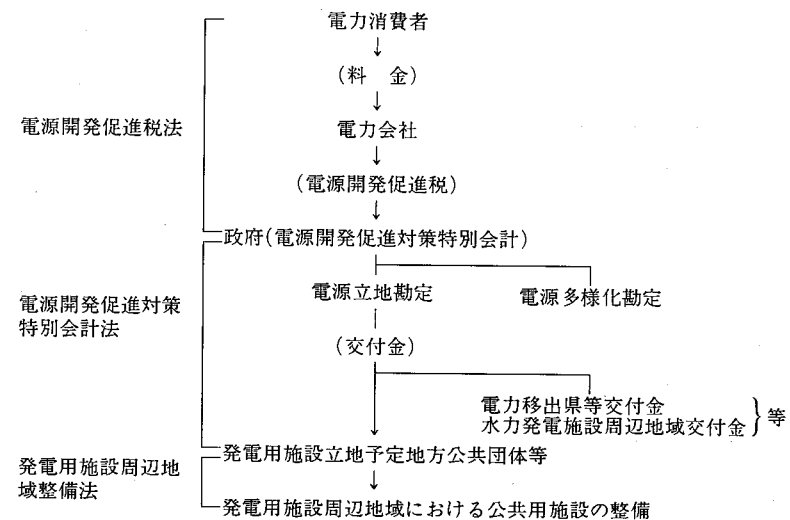 電力消費者
(料 金)
電源開発促進税法
電力会社
(電源開発促進税)
政府(電源開発促進対策特別会計)
電源立地勘定
電源多様化勘定
電源開発促進対策
特別会計法
(交付金)
電力移出県等交付金
水力発電施設周辺地域交付金
等
発電用施設立地予定地方公共団体等
発電用施設周辺地
域整備法
発電用施設周辺地域における公共用施設の整備